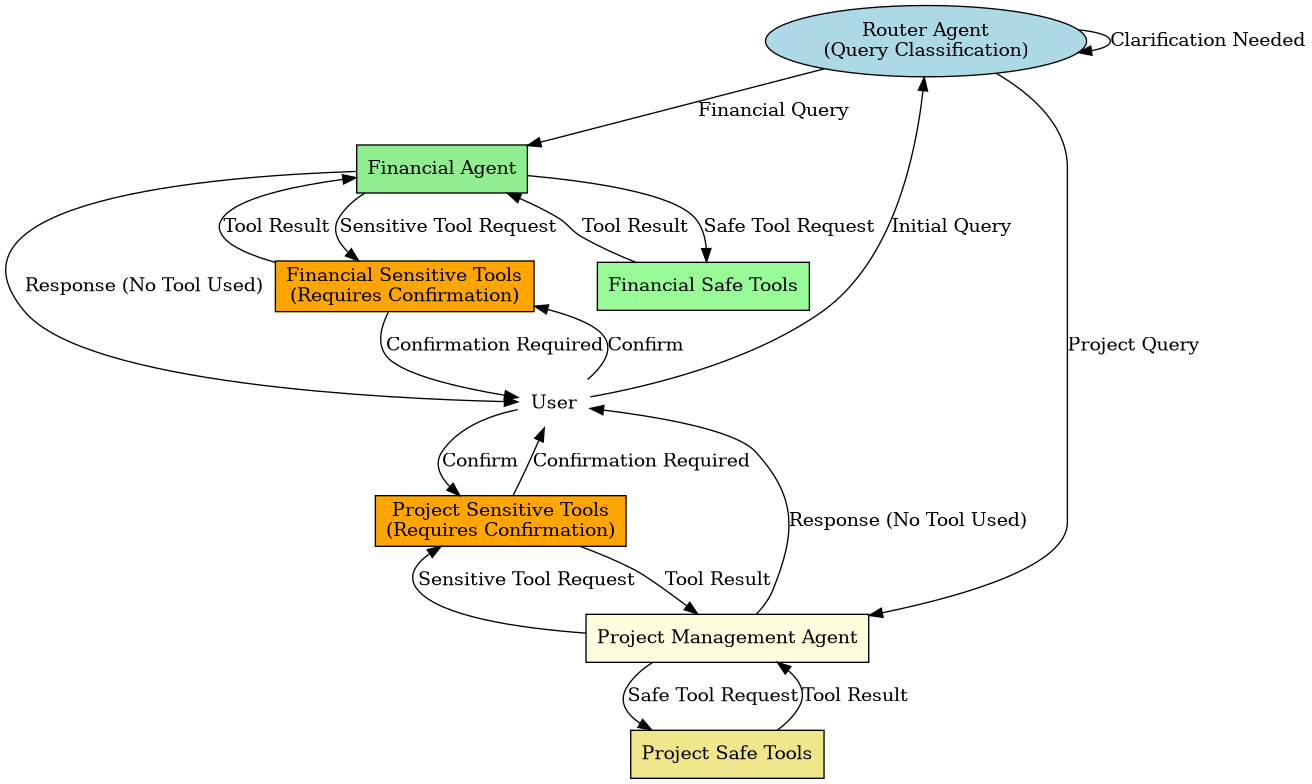 Router Agent
(Query Classification)
Clarification Needed
Financial Query
Financial Agent
Tool Result
Sensitive Tool Request
Tool Result
Safe Tool Request
Initial Query
Response (No Tool Used)
Financial Sensitive Tools
(Requires Confirmation)
Financial Safe Tools
Confirmation Required
Confirm
Project Query
User
Confirm
Confirmation Required
Project Sensitive Tools
(Requires Confirmation)
Response (No Tool Used)
Sensitive Tool Request
Tool Result
Project Management Agent
Safe Tool Request
Tool Result
Project Safe Tools